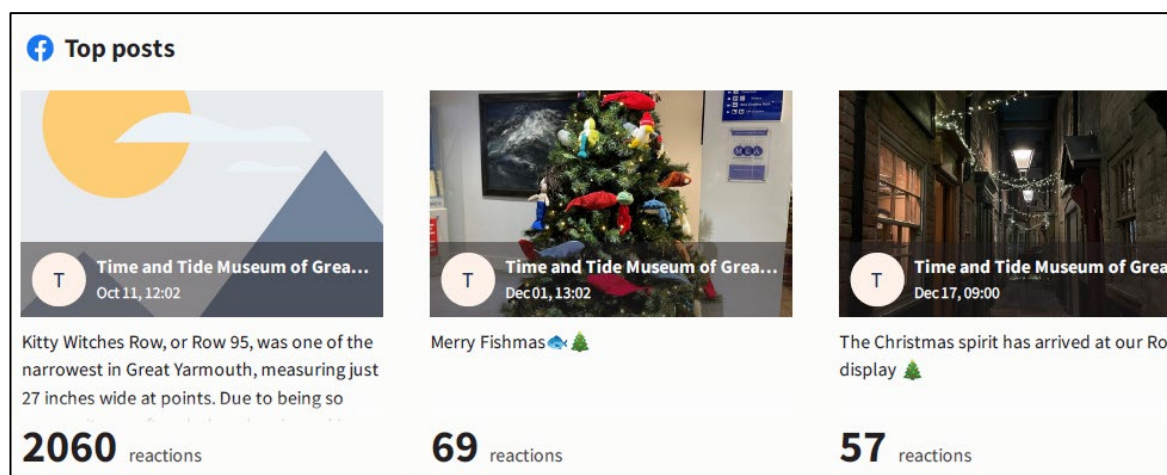 Top posts
T
Time and Tide Museum of Grea...
Oct 11, 12:02
Kitty Witches Row, or Row 95, was one of the
narrowest in Great Yarmouth, measuring just
27 inches wide at points. Due to being so
2060 reactions
T
Time and Tide Museum of Grea...
Dec 01, 13:02
Merry Fishmas🐟🎄
69 reactions
T
Time and Tide Museum of Grea
Dec 17, 09:00
The Christmas spirit has arrived at our Ro
display 🎄
57 reactions